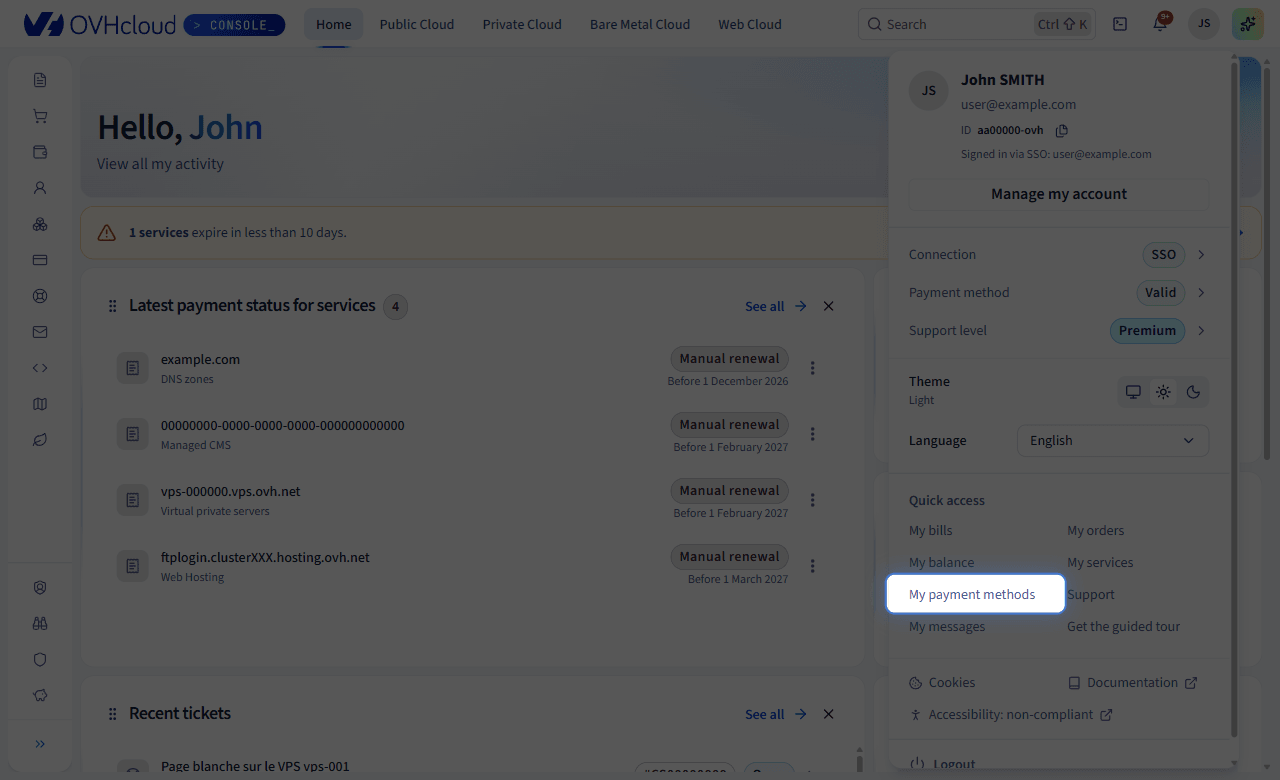 OVHcloud > CONSOLE_ Home Public Cloud Private Cloud Bare Metal Cloud Web Cloud Search Ctrl ⇧ K 9+ JS
Hello, John
View all my activity
1 services expire in less than 10 days.
Latest payment status for services 4 See all
example.com
DNS zones
Manual renewal
Before 1 December 2026
00000000-0000-0000-0000-000000000000
Managed CMS
Manual renewal
Before 1 February 2027
vps-000000.vps.ovh.net
Virtual private servers
Manual renewal
Before 1 February 2027
ftplogin.clusterXXX.hosting.ovh.net
Web Hosting
Manual renewal
Before 1 March 2027
Recent tickets See all
Page blanche sur le VPS vps-001
JS
John SMITH
user@example.com
ID aa00000-ovh
Signed in via SSO: user@example.com
Manage my account
Connection SSO
Payment method Valid
Support level Premium
Theme
Light
Language English
Quick access
My bills My orders
My balance My services
My payment methods Support
My messages Get the guided tour
Cookies Documentation
Accessibility: non-compliant
Logout